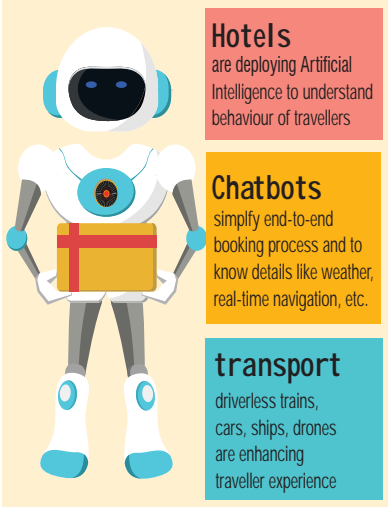 Hotels
are deploying Artificial
Intelligence to understand
behaviour of travellers
Chatbots
simplfy end-to-end
booking process and to
know details like weather,
real-time navigation, etc.
transport
driverless trains,
cars, ships, drones
are enhancing
traveller experience